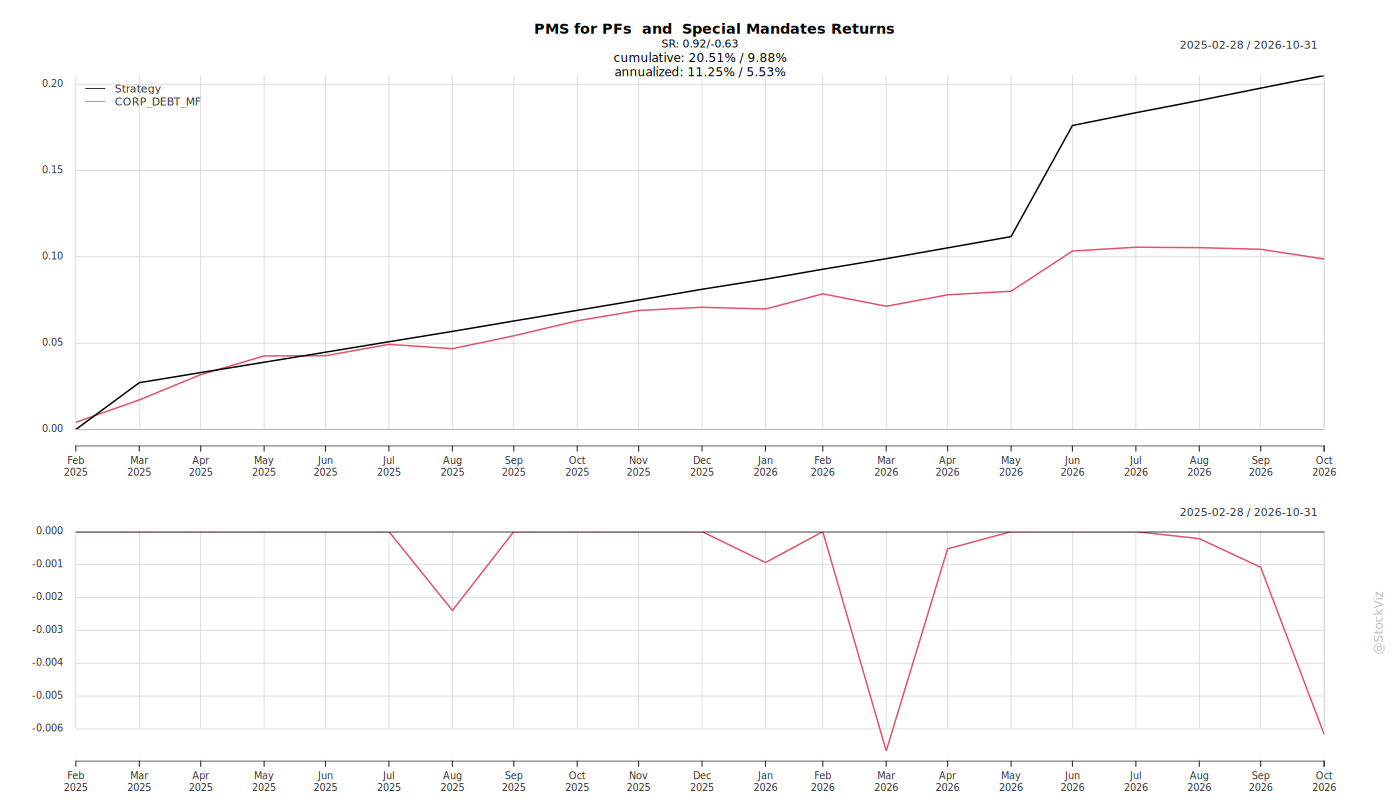 PMS for PFs  and  Special Mandates Returns
SR: 0.92/-0.63
cumulative: 20.51% / 9.88%
annualized: 11.25% / 5.53%
2025-02-28 / 2026-10-31
Strategy
CORP_DEBT_MF
0.20
0.15
0.10
0.05
0.00
Feb Mar Apr May Jun Jul Aug Sep Oct Nov Dec Jan Feb Mar Apr May Jun Jul Aug Sep Oct
2025 2025 2025 2025 2025 2025 2025 2025 2025 2025 2025 2026 2026 2026 2026 2026 2026 2026 2026 2026 2026
2025-02-28 / 2026-10-31
0.000
-0.001
-0.002
-0.003
-0.004
-0.005
-0.006
Feb Mar Apr May Jun Jul Aug Sep Oct Nov Dec Jan Feb Mar Apr May Jun Jul Aug Sep Oct
2025 2025 2025 2025 2025 2025 2025 2025 2025 2025 2025 2026 2026 2026 2026 2026 2026 2026 2026 2026 2026
@StockViz